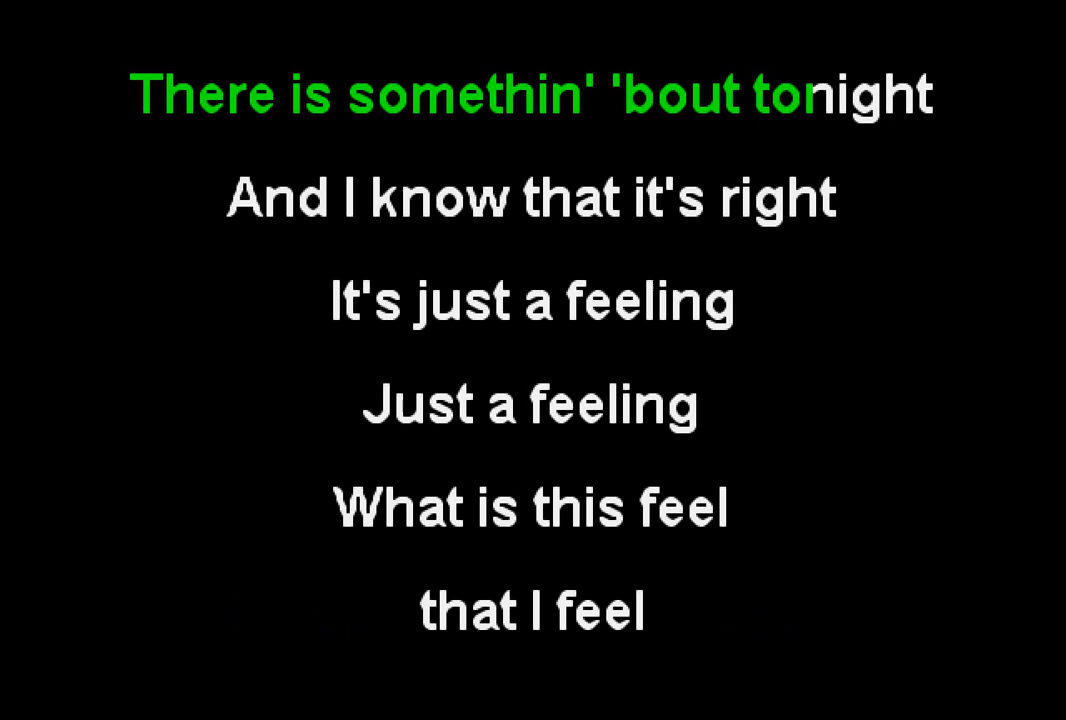 There is somethin' 'bout tonight
And I know that it's right
It's just a feeling
Just a feeling
What is this feel
that I feel